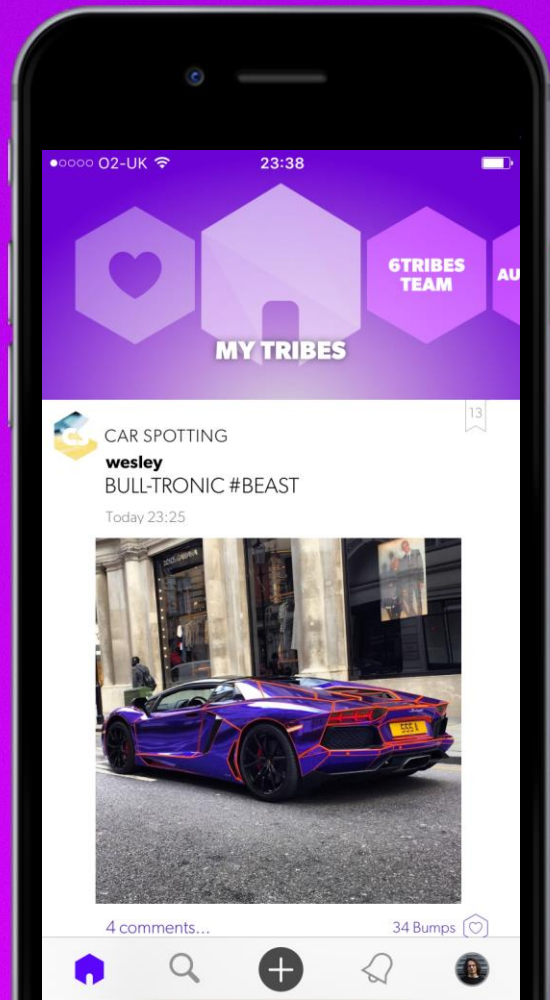 O2-UK
23:38
6TRIBES
TEAM
AU
MY TRIBES
13
CS
CAR SPOTTING
wesley
BULL-TRONIC #BEAST
Today 23:25
4 comments...
34 Bumps